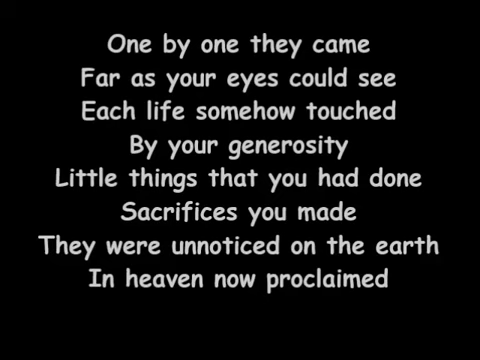 One by one they came
Far as your eyes could see
Each life somehow touched
By your generosity
Little things that you had done
Sacrifices you made
They were unnoticed on the earth
In heaven now proclaimed